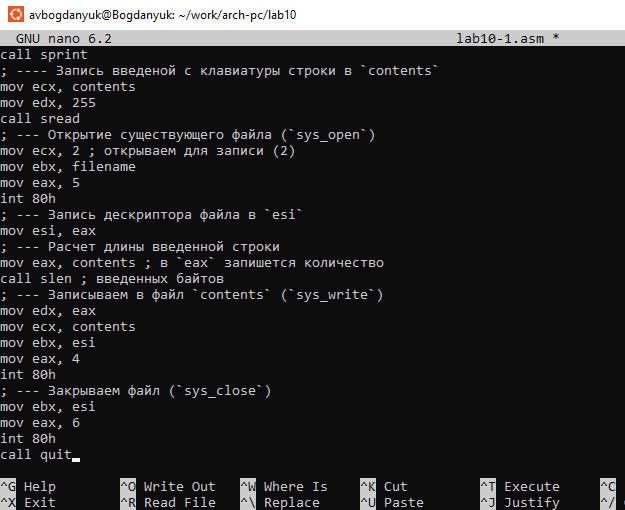 avbogdanyuk@Bogdanyuk: ~/work/arch-pc/lab10
GNU nano 6.2 lab10-1.asm *
call sprint
; ---- Запись введеной с клавиатуры строки в `contents`
mov ecx, contents
mov edx, 255
call sread
; --- Открытие существующего файла (`sys_open`)
mov ecx, 2 ; открываем для записи (2)
mov ebx, filename
mov eax, 5
int 80h
; --- Запись дескриптора файла в `esi`
mov esi, eax
; --- Расчет длины введенной строки
mov eax, contents ; в `eax` запишется количество
call slen ; введенных байтов
; --- Записываем в файл `contents` (`sys_write`)
mov edx, eax
mov ecx, contents
mov ebx, esi
mov eax, 4
int 80h
; --- Закрываем файл (`sys_close`)
mov ebx, esi
mov eax, 6
int 80h
call quit
^G Help ^O Write Out ^W Where Is ^K Cut ^T Execute ^C
^X Exit ^R Read File ^\ Replace ^U Paste ^J Justify ^/